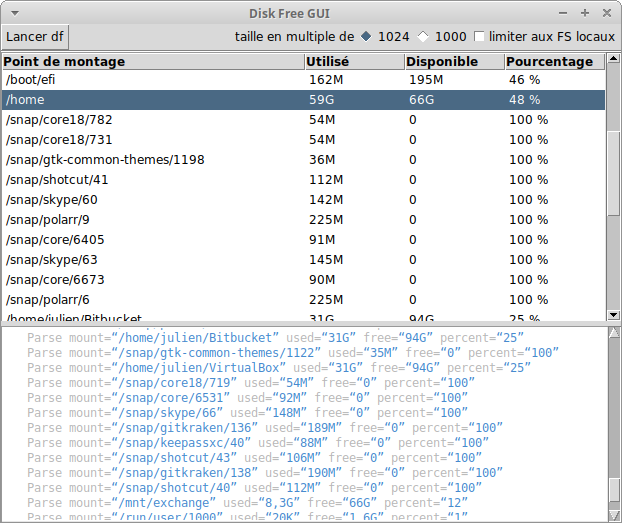 Disk Free GUI
Lancer df taille en multiple de 1024 1000 limiter aux FS locaux
Point de montage Utilisé Disponible Pourcentage
/boot/efi 162M 195M 46 %
/home 59G 66G 48 %
/snap/core18/782 54M 0 100 %
/snap/core18/731 54M 0 100 %
/snap/gtk-common-themes/1198 36M 0 100 %
/snap/shotcut/41 112M 0 100 %
/snap/skype/60 142M 0 100 %
/snap/polarr/9 225M 0 100 %
/snap/core/6405 91M 0 100 %
/snap/skype/63 145M 0 100 %
/snap/core/6673 90M 0 100 %
/snap/polarr/6 225M 0 100 %
/home/julien/Bitbucket 31G 94G 25 %
Parse mount=“/home/julien/Bitbucket” used=“31G” free=“94G” percent=“25”
Parse mount=“/snap/gtk-common-themes/1122” used=“35M” free=“0” percent=“100”
Parse mount=“/home/julien/VirtualBox” used=“31G” free=“94G” percent=“25”
Parse mount=“/snap/core18/719” used=“54M” free=“0” percent=“100”
Parse mount=“/snap/core/6531” used=“92M” free=“0” percent=“100”
Parse mount=“/snap/skype/66” used=“148M” free=“0” percent=“100”
Parse mount=“/snap/gitkraken/136” used=“189M” free=“0” percent=“100”
Parse mount=“/snap/keepassxc/40” used=“88M” free=“0” percent=“100”
Parse mount=“/snap/shotcut/43” used=“106M” free=“0” percent=“100”
Parse mount=“/snap/gitkraken/138” used=“190M” free=“0” percent=“100”
Parse mount=“/snap/shotcut/40” used=“112M” free=“0” percent=“100”
Parse mount=“/mnt/exchange” used=“8,3G” free=“66G” percent=“12”
Parse mount=“/run/user/1000” used=“20K” free=“1,6G” percent=“1”